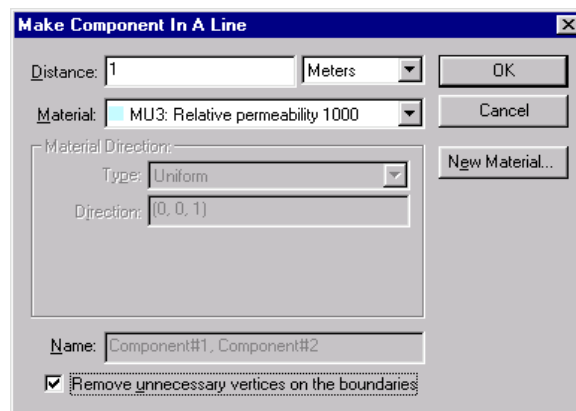 Make Component In A Line
Distance: 1 Meters OK
Material: MU3: Relative permeability 1000 Cancel
Material Direction: New Material...
Type: Uniform
Direction: (0, 0, 1)
Name: Component#1, Component#2
Remove unnecessary vertices on the boundaries